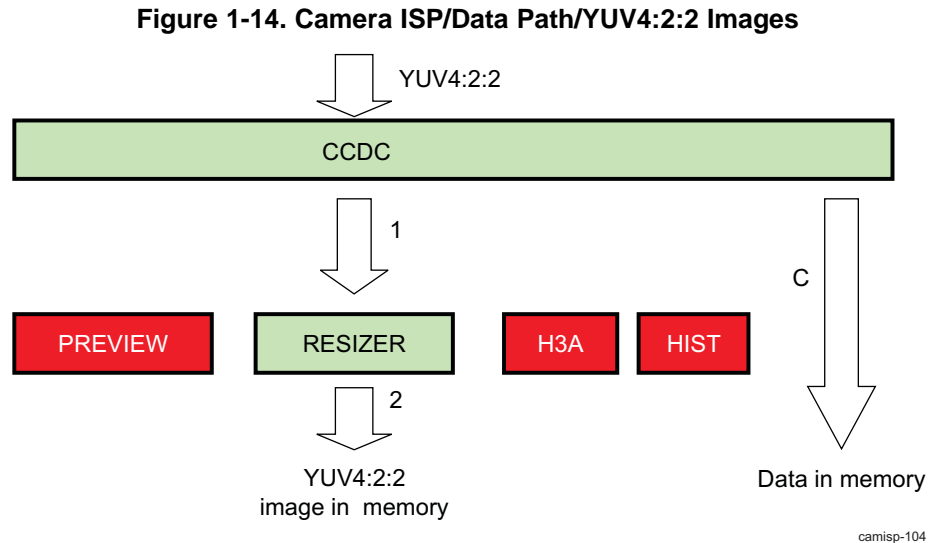 Figure 1-14. Camera ISP/Data Path/YUV4:2:2 Images
YUV4:2:2
CCDC
1
C
PREVIEW
RESIZER
H3A
HIST
2
YUV4:2:2
image in memory
Data in memory
camisp-104